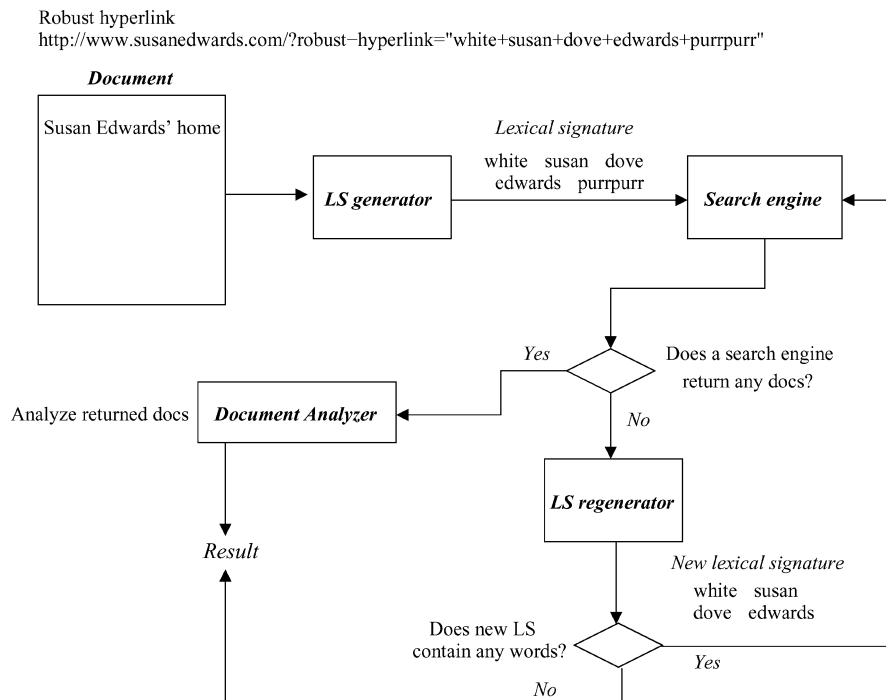 Robust hyperlink
http://www.susanedwards.com/?robust−hyperlink="white+susan+dove+edwards+purrpurr"
Document
Susan Edwards’ home
LS generator
Lexical signature
white susan dove
edwards purrpurr
Search engine
Does a search engine
return any docs?
Yes
No
Analyze returned docs
Document Analyzer
LS regenerator
Result
New lexical signature
white susan
dove edwards
Does new LS
contain any words?
Yes
No